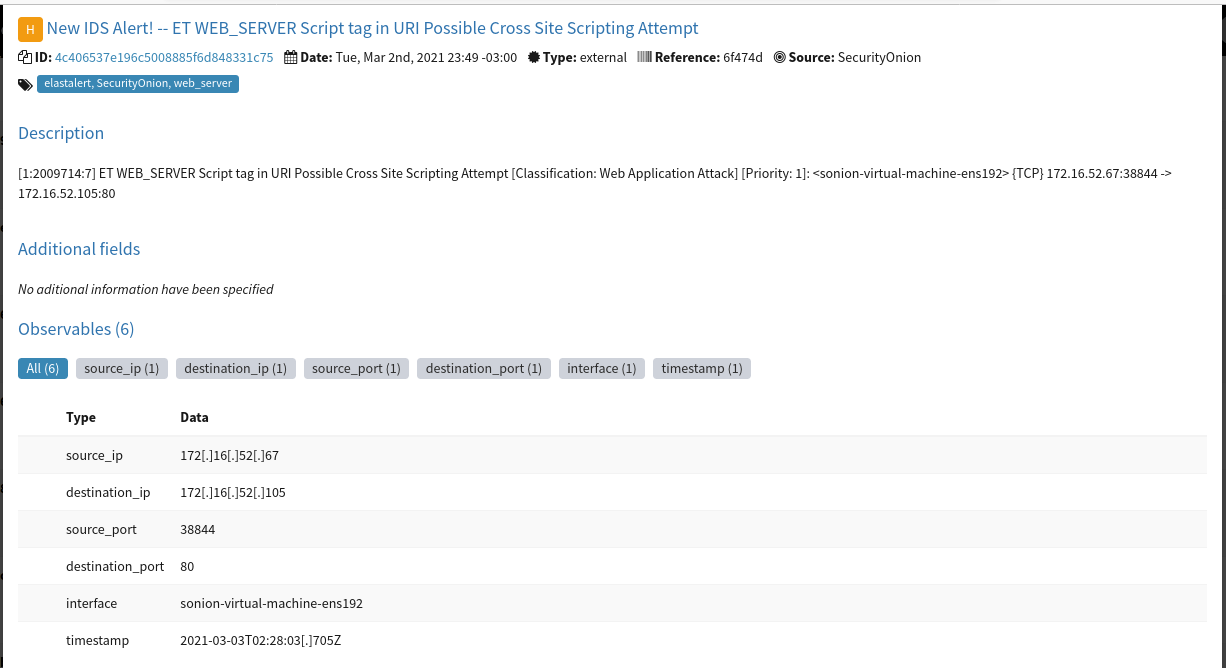 H New IDS Alert! -- ET WEB_SERVER Script tag in URI Possible Cross Site Scripting Attempt
ID: 4c406537e196c5008885f6d848331c75 Date: Tue, Mar 2nd, 2021 23:49 -03:00 Type: external Reference: 6f474d Source: SecurityOnion
elastalert, SecurityOnion, web_server
Description
[1:2009714:7] ET WEB_SERVER Script tag in URI Possible Cross Site Scripting Attempt [Classification: Web Application Attack] [Priority: 1]: <sonion-virtual-machine-ens192> {TCP} 172.16.52.67:38844 ->
172.16.52.105:80
Additional fields
No aditional information have been specified
Observables (6)
All (6) source_ip (1) destination_ip (1) source_port (1) destination_port (1) interface (1) timestamp (1)
Type Data
source_ip 172[.]16[.]52[.]67
destination_ip 172[.]16[.]52[.]105
source_port 38844
destination_port 80
interface sonion-virtual-machine-ens192
timestamp 2021-03-03T02:28:03[.]705Z